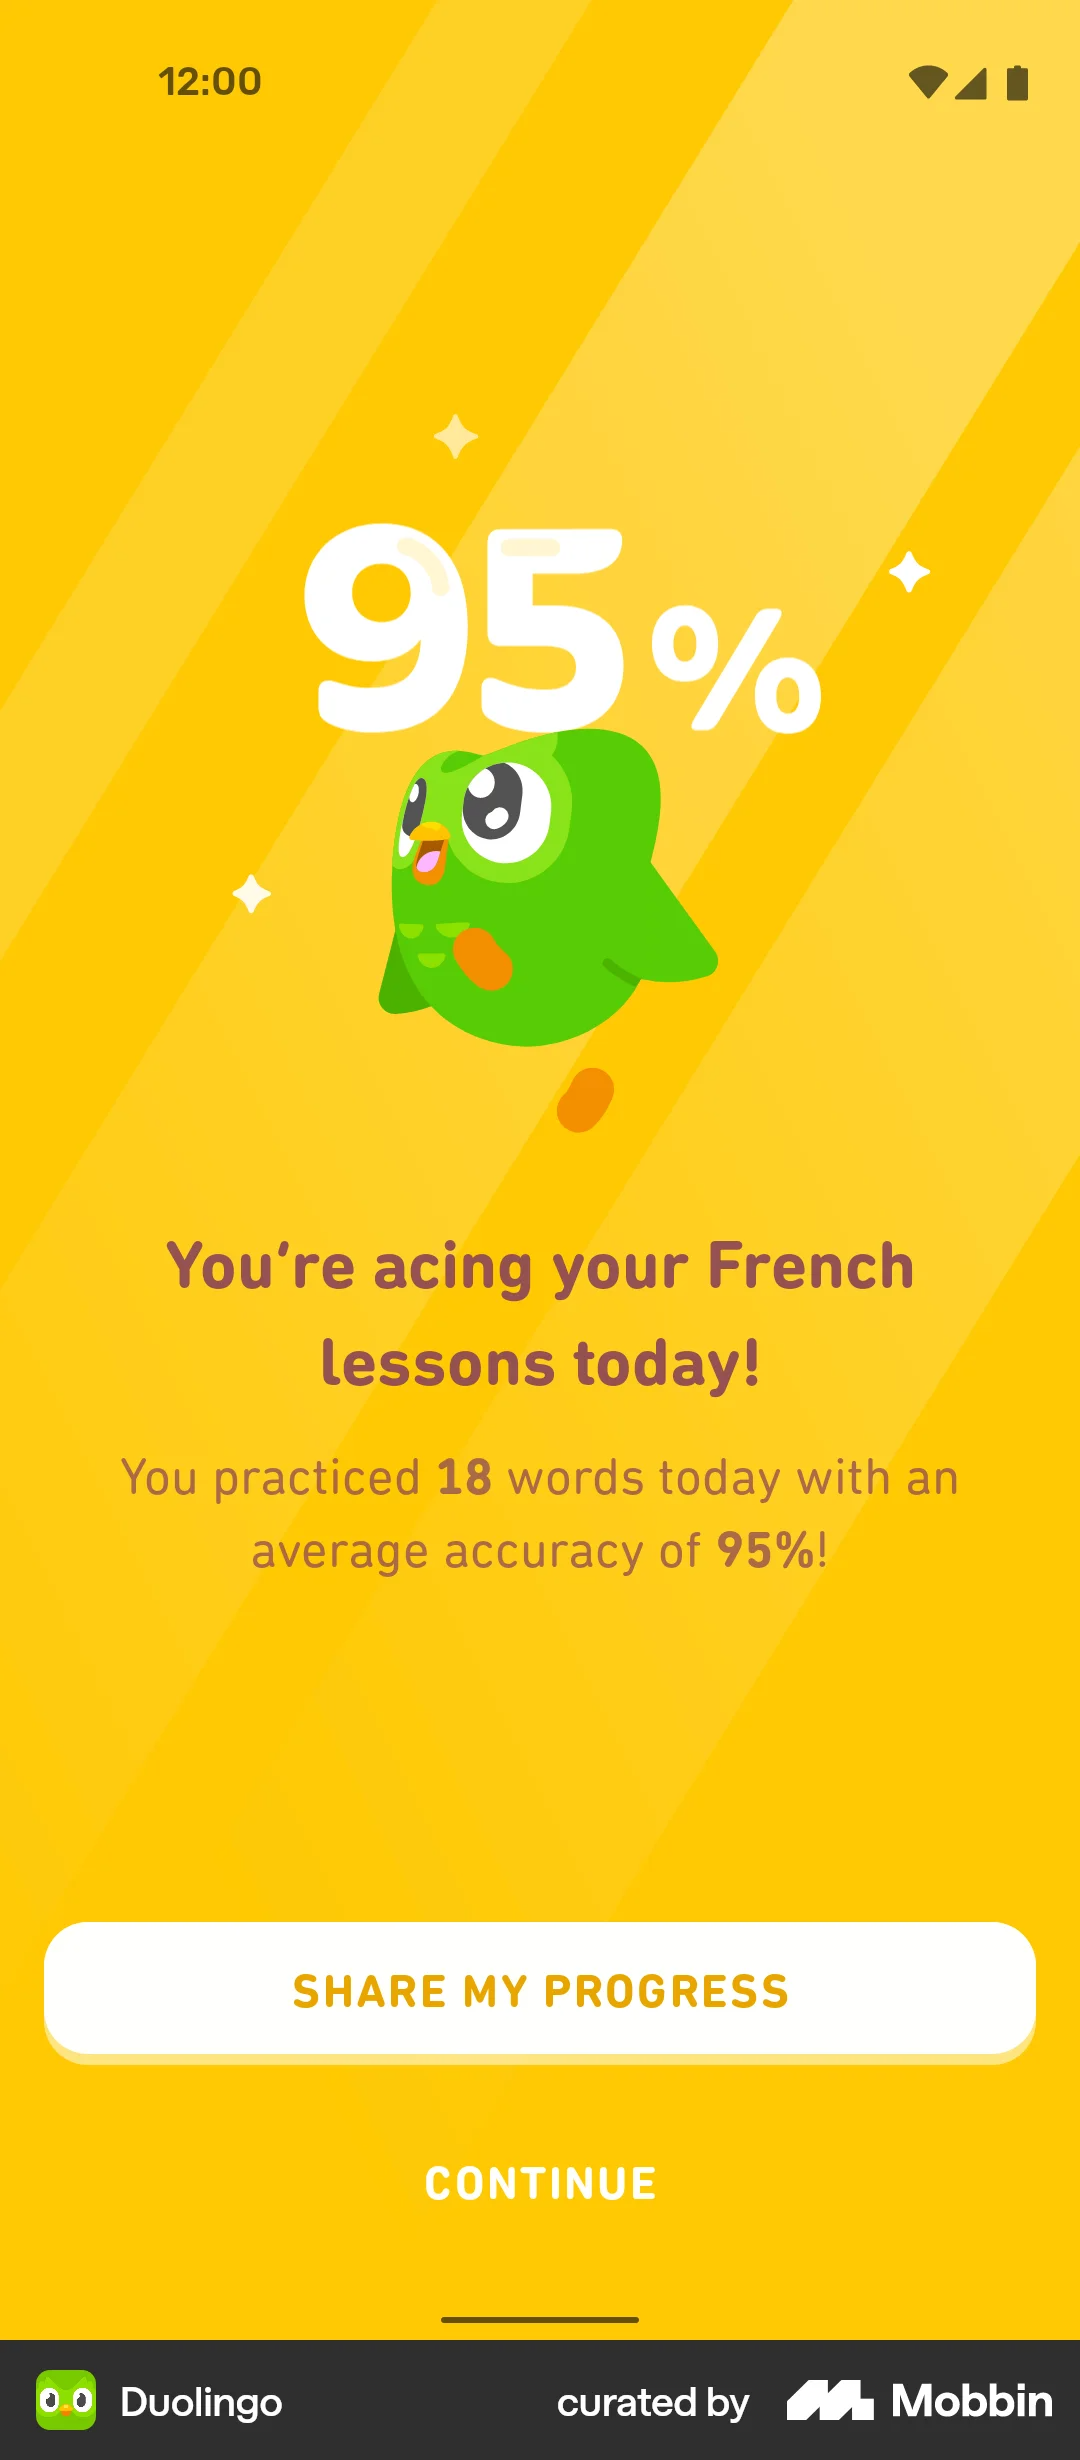 12:00
95%
You're acing your French
lessons today!
You practiced 18 words today with an
average accuracy of 95%!
SHARE MY PROGRESS
CONTINUE
Duolingo
curated by Mobbin